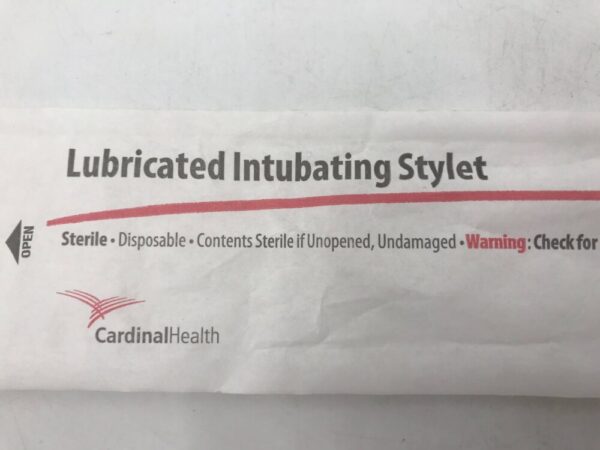 Lubricated Intubating Stylet
OPEN
Sterile • Disposable • Contents Sterile if Unopened, Undamaged • Warning: Check for
CardinalHealth